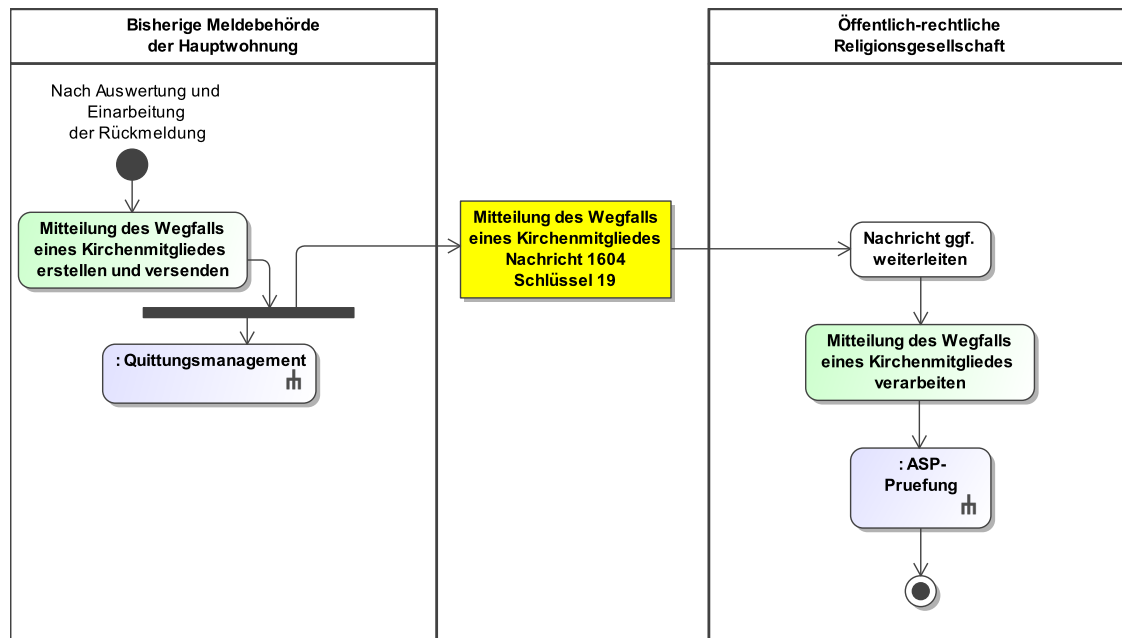 Bisherige Meldebehörde
der Hauptwohnung
Nach Auswertung und
Einarbeitung
der Rückmeldung
Mitteilung des Wegfalls
eines Kirchenmitgliedes
erstellen und versenden
: Quittungsmanagement
Mitteilung des Wegfalls
eines Kirchenmitgliedes
Nachricht 1604
Schlüssel 19
Öffentlich-rechtliche
Religionsgesellschaft
Nachricht ggf.
weiterleiten
Mitteilung des Wegfalls
eines Kirchenmitgliedes
verarbeiten
: ASP-
Pruefung